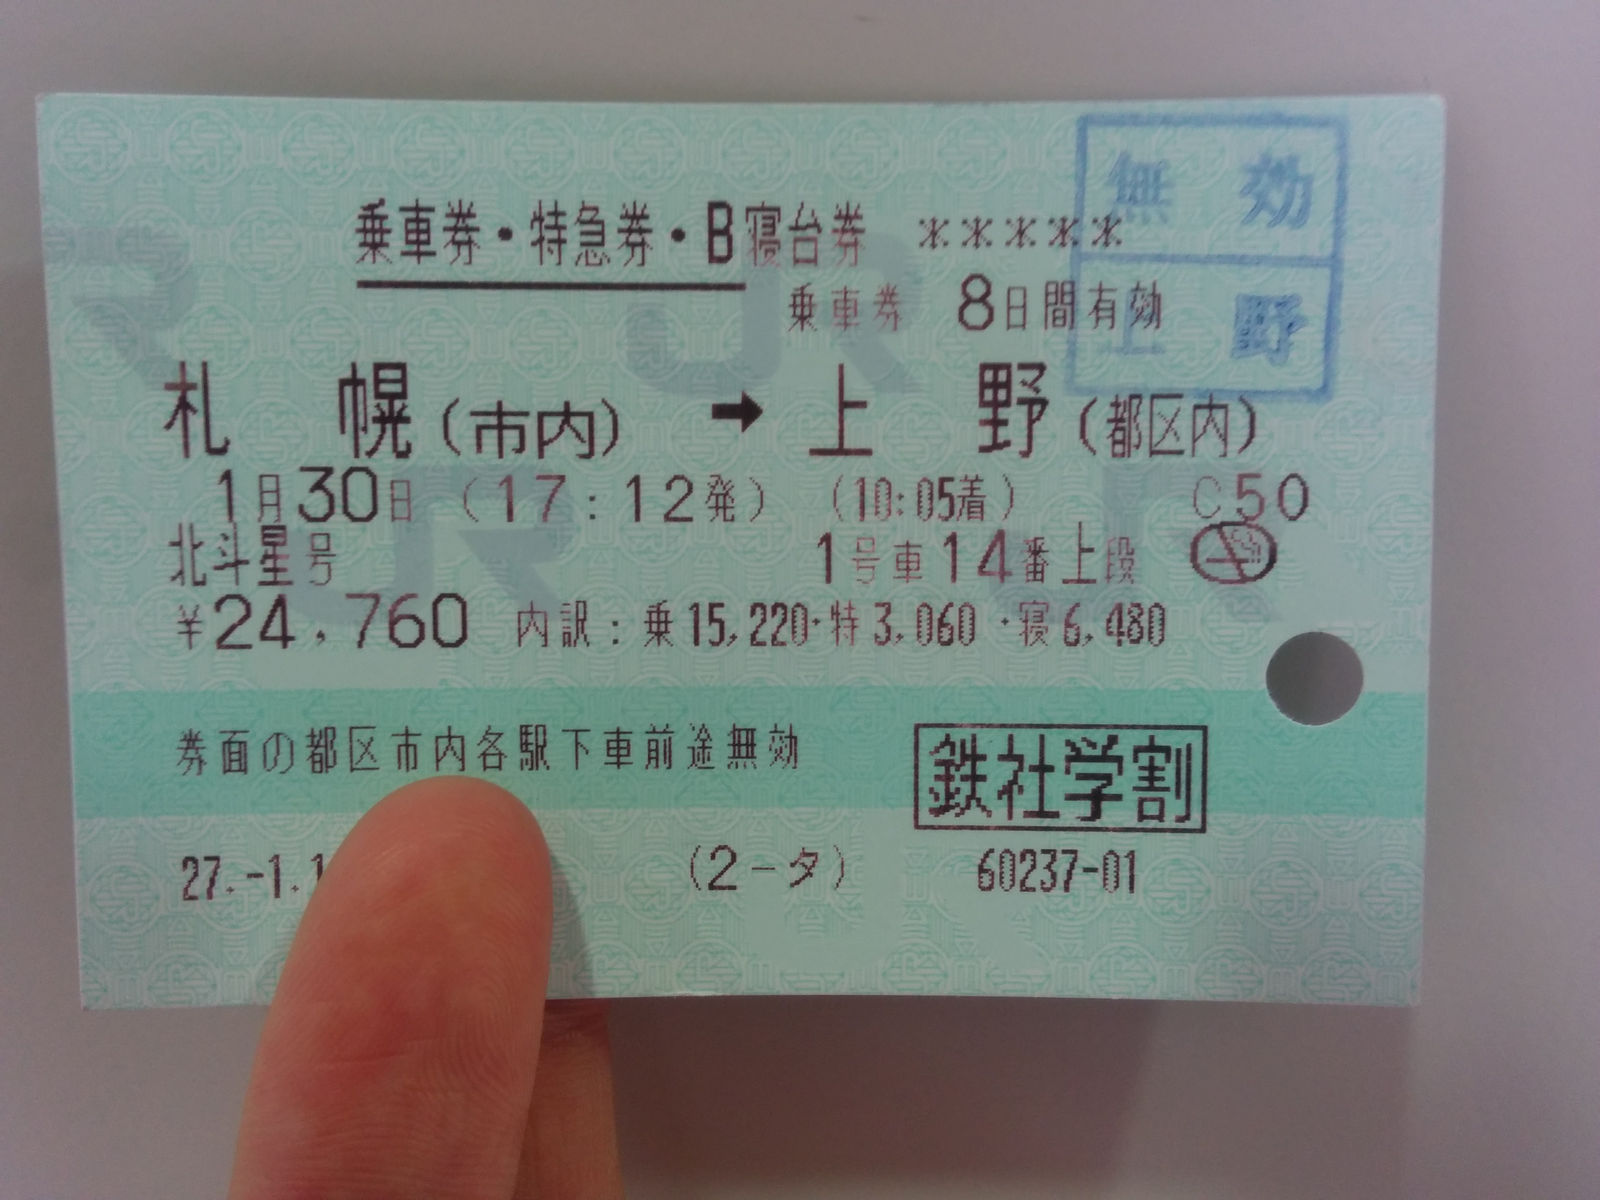 乗車券・特急券・B寝台券 *****
無効
上野
乗車券 8日間有効
札幌(市内) ➡ 上野(都区内)
1月30日 (17:12発) (10:05着) C50
北斗星号 1号車14番上段
¥24,760 内訳:乗15,220・特3,060・寝6,480
券面の都区市内各駅下車前途無効
鉄社学割
27.-1.1
(2-タ) 60237-01